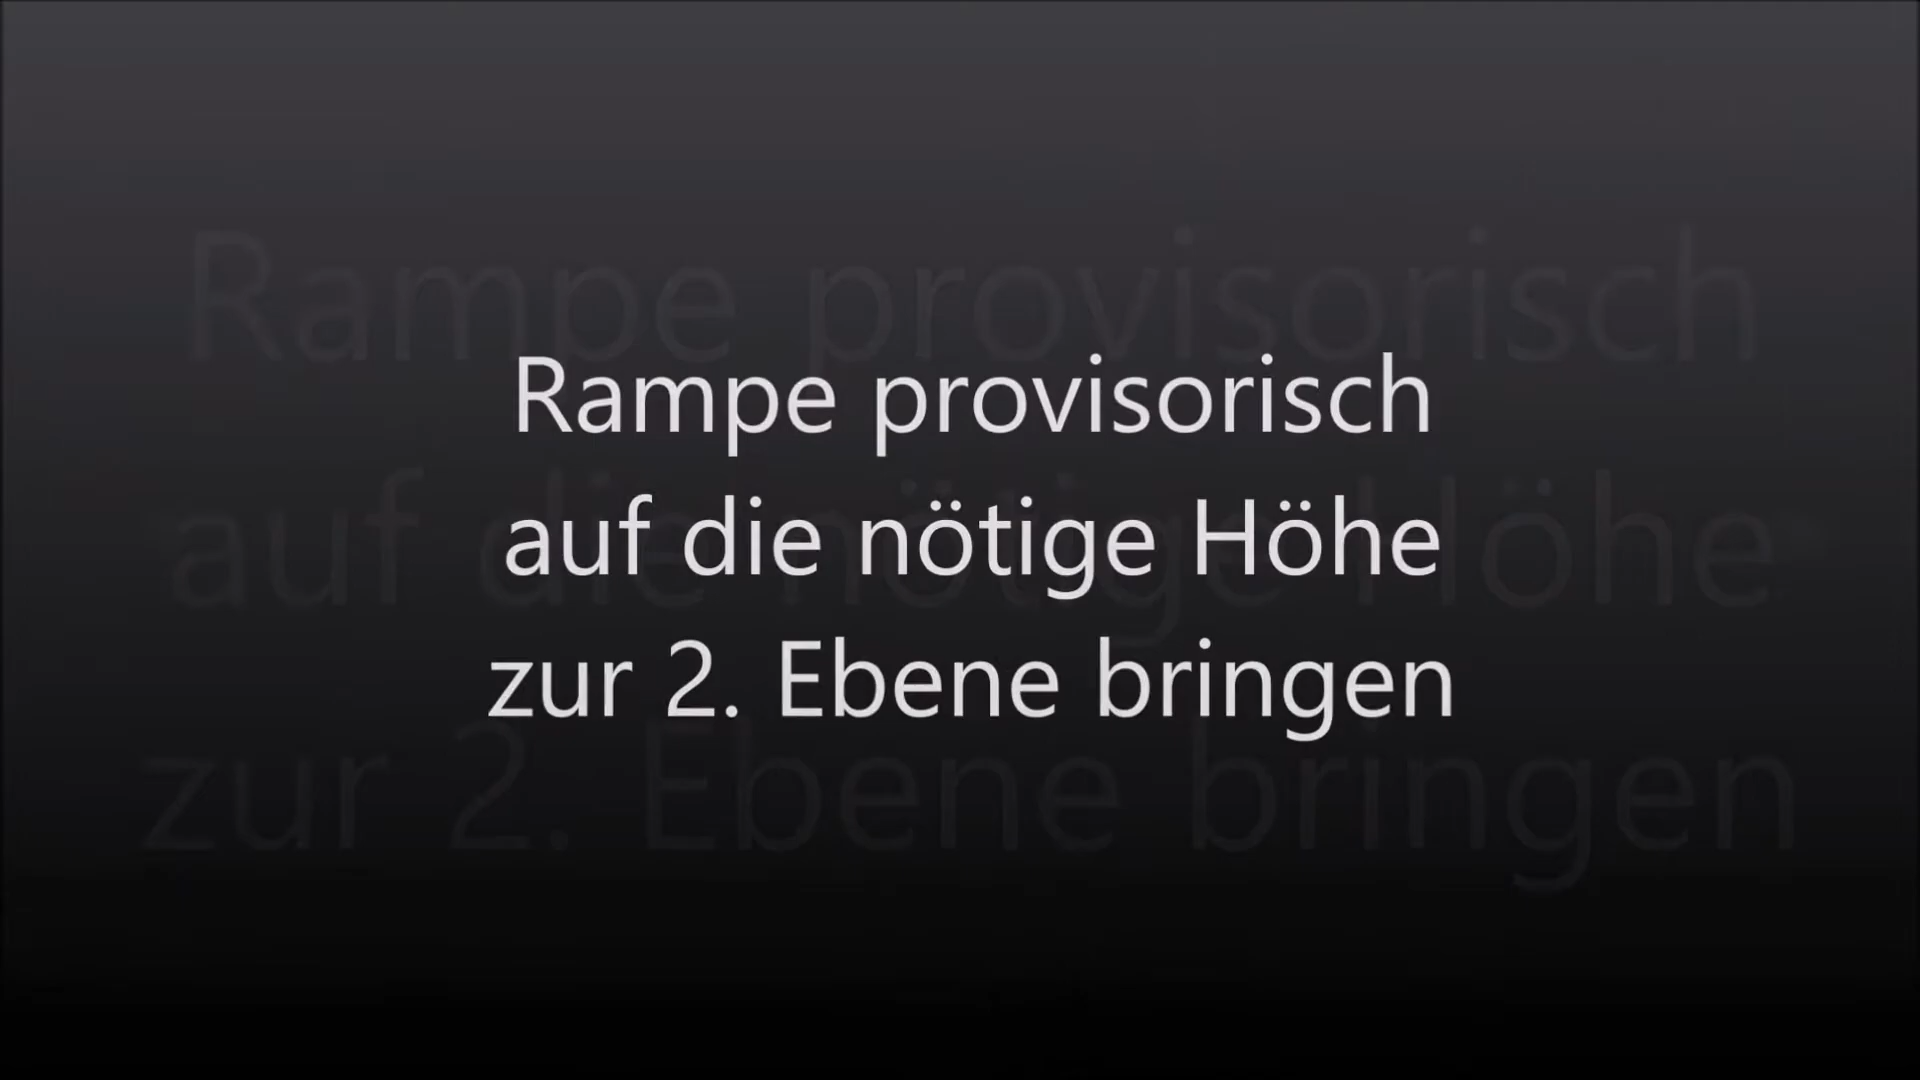 Rampe provisorisch
auf die nötige Höhe
zur 2. Ebene bringen